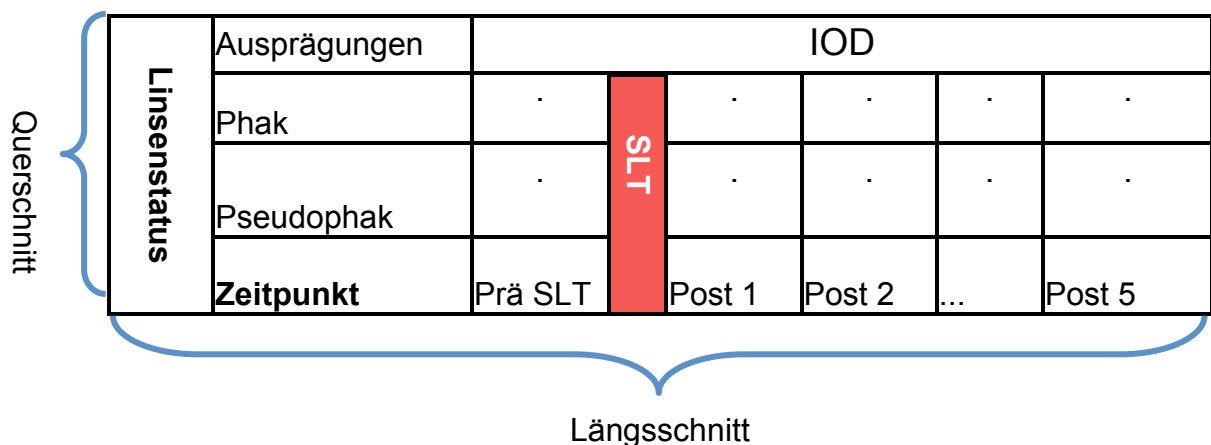 Querschnitt
Linsenstatus
Ausprägungen IOD
Phak . . . . .
SLT
Pseudophak . . . . .
Zeitpunkt Prä SLT Post 1 Post 2 ... Post 5
Längsschnitt